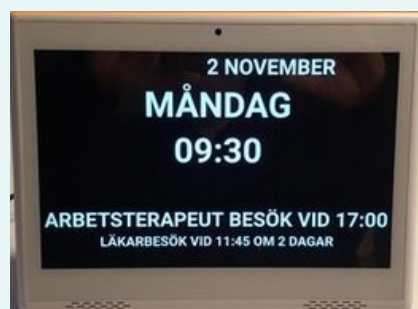 2 NOVEMBER
MÅNDAG
09:30
ARBETSTERAPEUT BESÖK VID 17:00
LÄKARBESÖK VID 11:45 OM 2 DAGAR